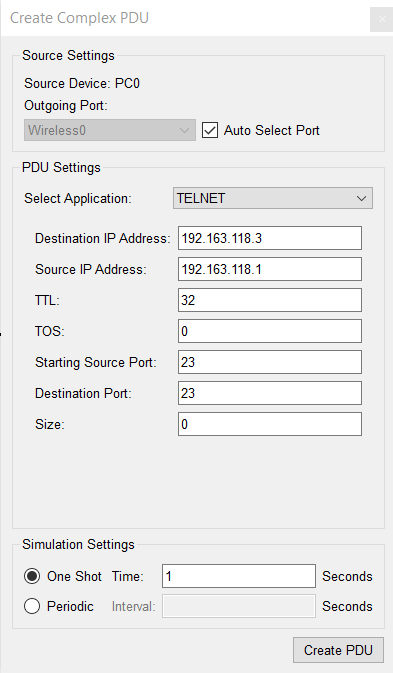 Create Complex PDU
Source Settings
Source Device: PC0
Outgoing Port:
Wireless0
Auto Select Port
PDU Settings
Select Application: TELNET
Destination IP Address: 192.163.118.3
Source IP Address: 192.163.118.1
TTL: 32
TOS: 0
Starting Source Port: 23
Destination Port: 23
Size: 0
Simulation Settings
One Shot Time: 1 Seconds
Periodic Interval: Seconds
Create PDU